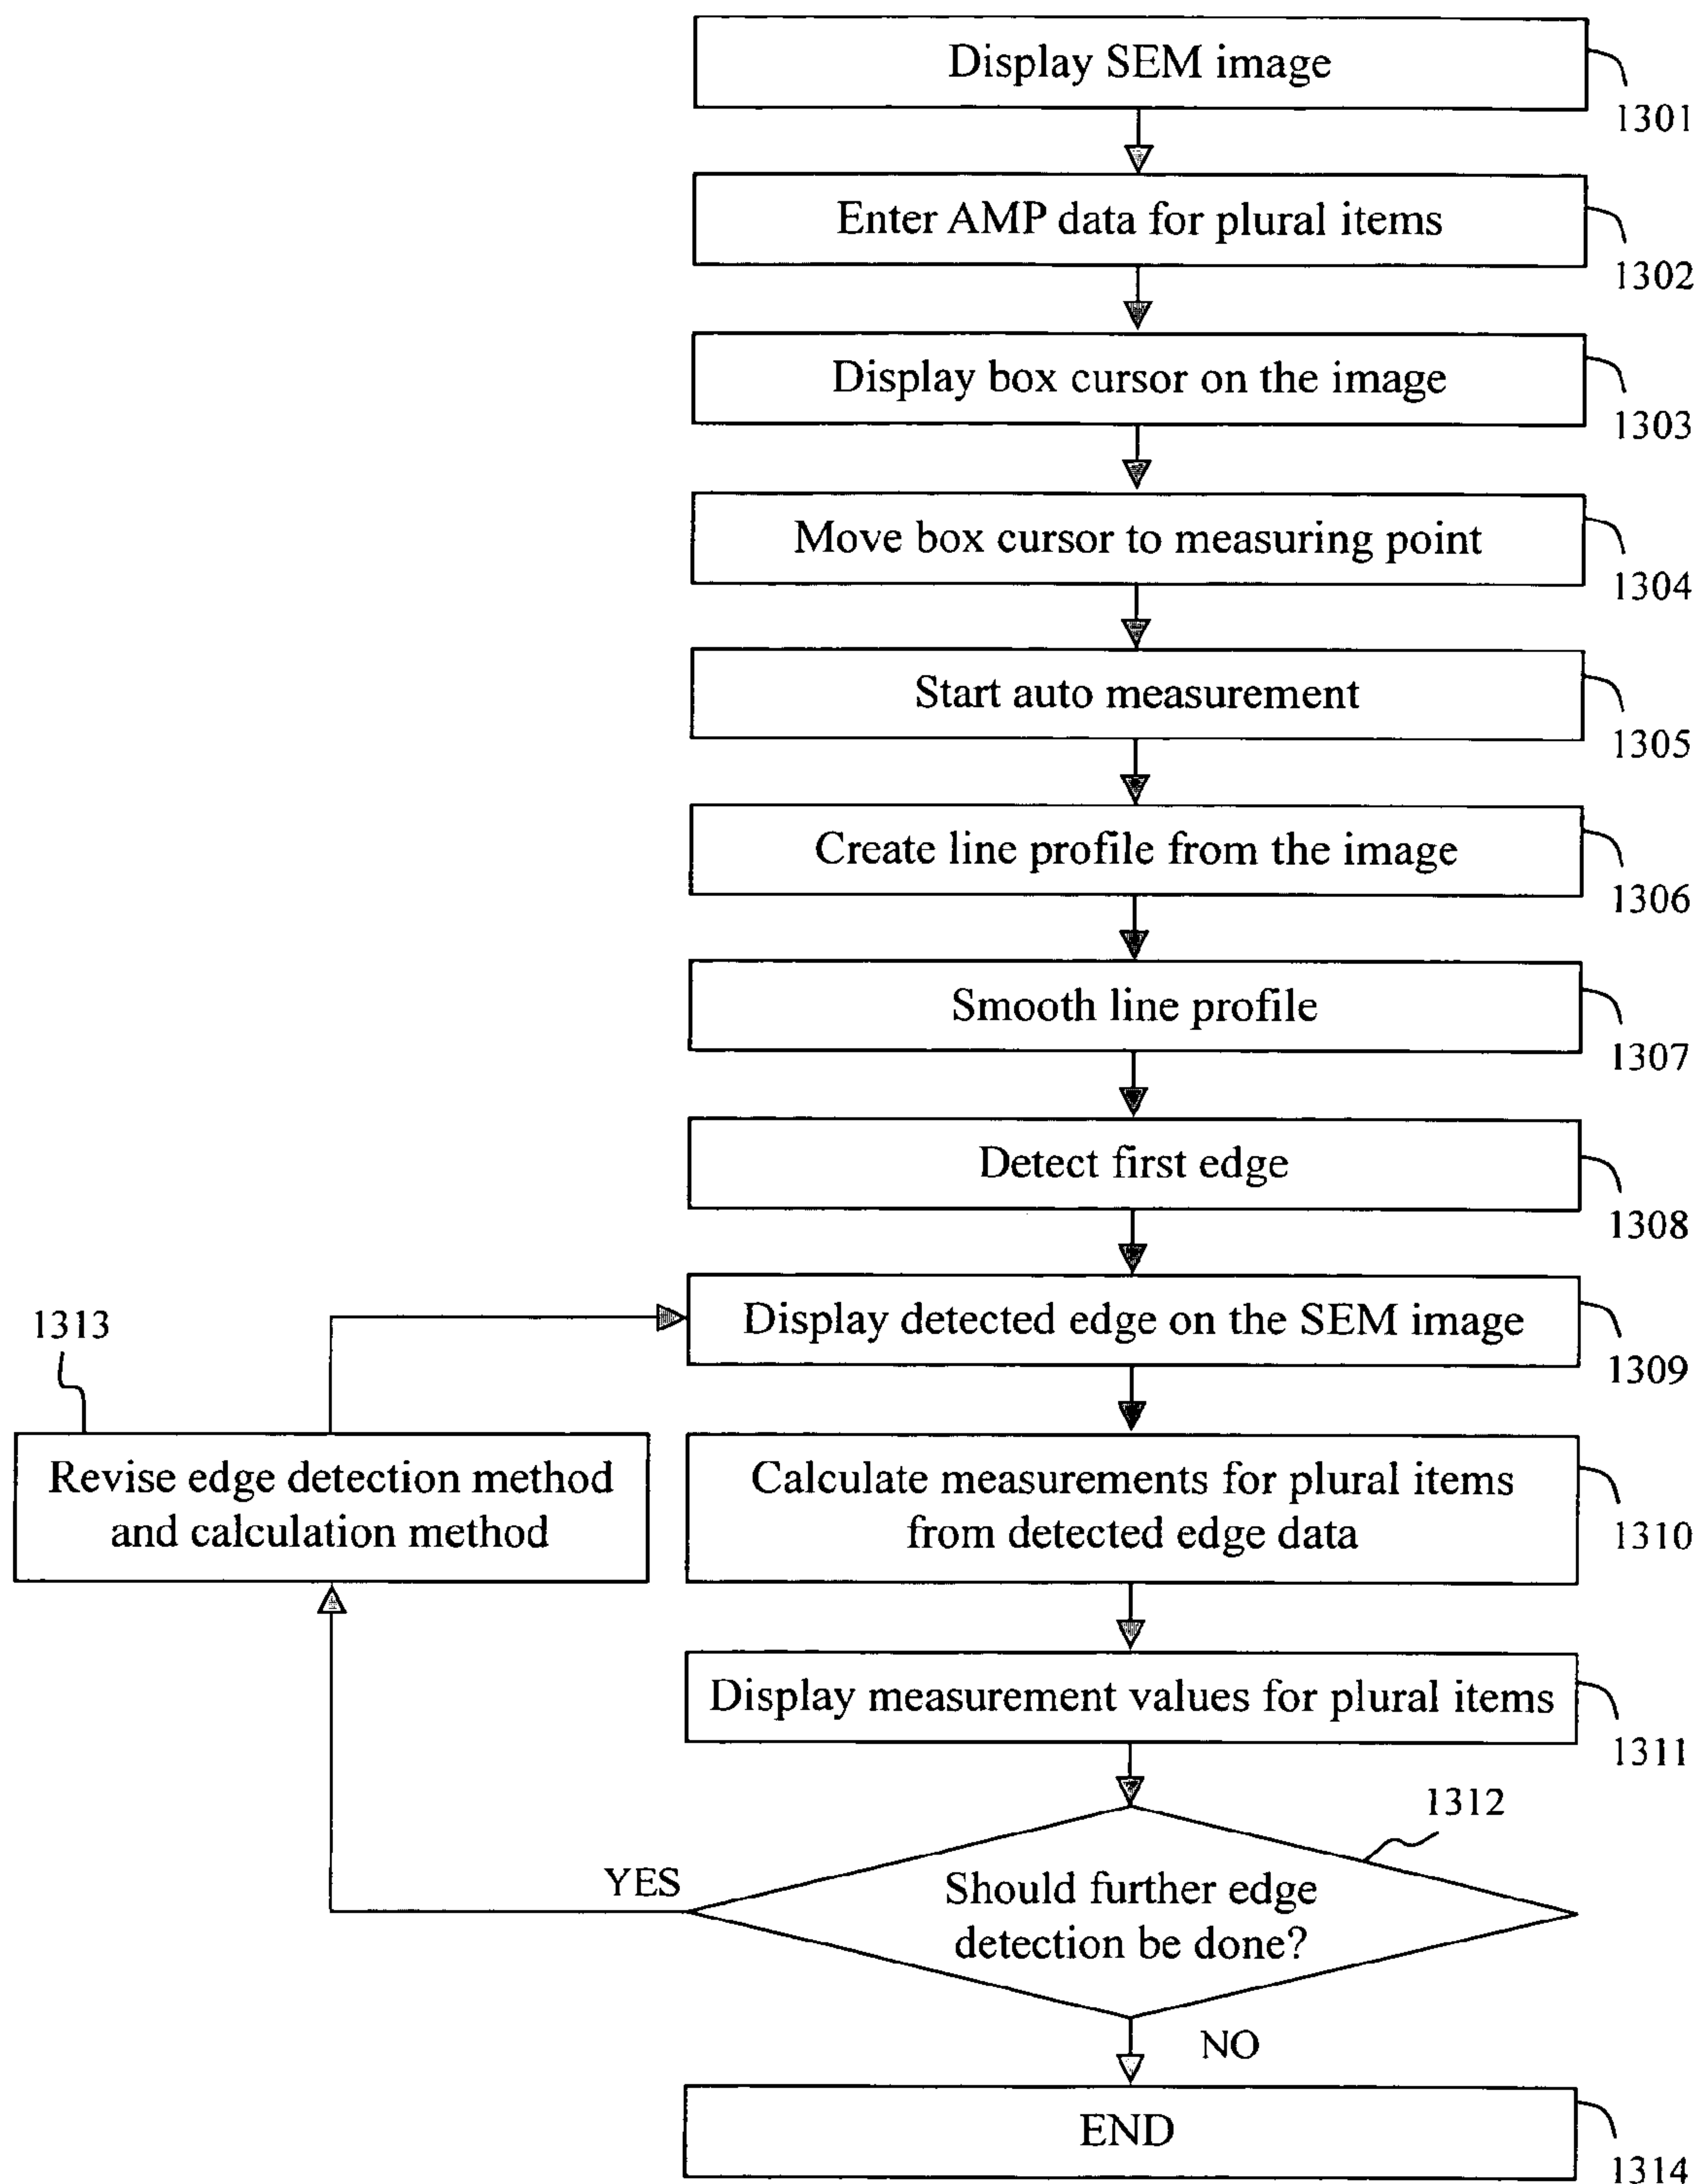 Display SEM image
1301
Enter AMP data for plural items
1302
Display box cursor on the image
1303
Move box cursor to measuring point
1304
Start auto measurement
1305
Create line profile from the image
1306
Smooth line profile
1307
Detect first edge
1308
1313
Display detected edge on the SEM image
1309
Revise edge detection method
and calculation method
Calculate measurements for plural items
from detected edge data
1310
Display measurement values for plural items
1311
1312
YES
Should further edge
detection be done?
NO
END
1314